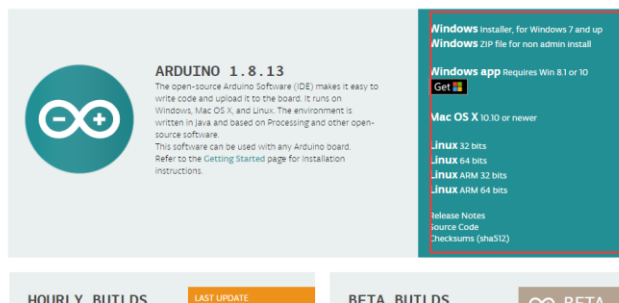 ARDUINO 1.8.13
The open-source Arduino Software (IDE) makes it easy to
write code and upload it to the board. It runs on
Windows, Mac OS X, and Linux. The environment is
written in Java and based on Processing and other open-
source software.
This software can be used with any Arduino board.
Refer to the Getting Started page for Installation
instructions.
Windows Installer, for Windows 7 and up
Windows ZIP file for non admin install
Windows app Requires Win 8.1 or 10
Get
Mac OS X 10.10 or newer
Linux 32 bits
Linux 64 bits
Linux ARM 32 bits
Linux ARM 64 bits
Release Notes
Source Code
Checksums (sha512)
HOURLY BUILDS
LAST UPDATE
BETA BUILDS
BETA